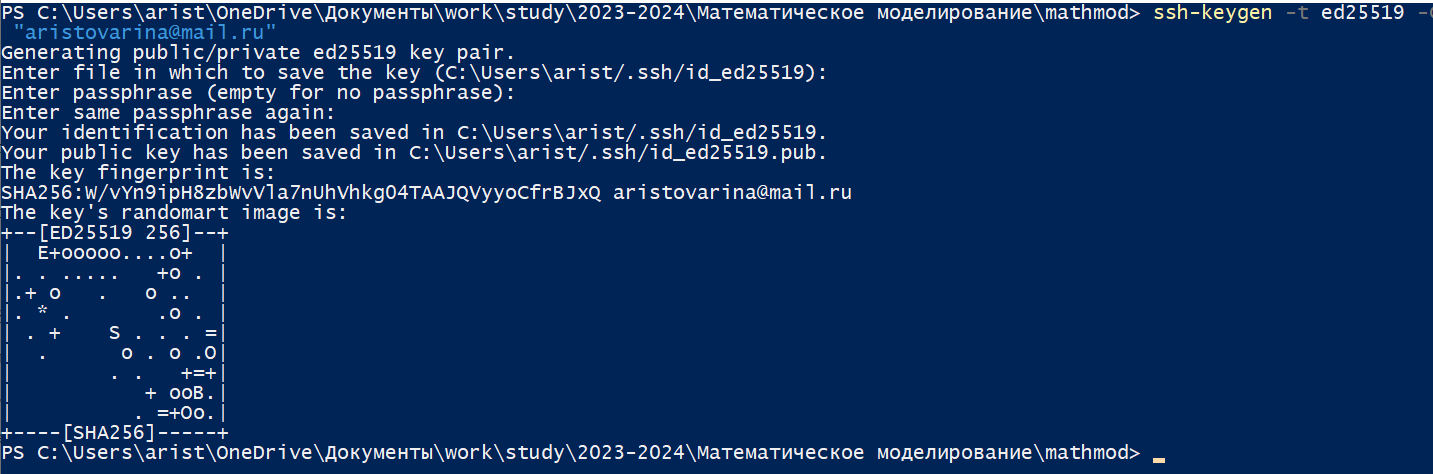 PS C:\Users\arist\OneDrive\Документы\work\study\2023-2024\Математическое моделирование\mathmod> ssh-keygen -t ed25519 -C
 "aristovarina@mail.ru"
Generating public/private ed25519 key pair.
Enter file in which to save the key (C:\Users\arist/.ssh/id_ed25519):
Enter passphrase (empty for no passphrase):
Enter same passphrase again:
Your identification has been saved in C:\Users\arist/.ssh/id_ed25519.
Your public key has been saved in C:\Users\arist/.ssh/id_ed25519.pub.
The key fingerprint is:
SHA256:W/vYn9ipH8zbWvVla7nUhVhkgO4TAAJQVyyoCfrBJxQ aristovarina@mail.ru
The key's randomart image is:
+--[ED25519 256]--+
|  E+ooooo....o+  |
|. . .....   +o . |
|.+ o   .   o ..  |
|. * .       .o . |
| . +    S . . . =|
|  .      o . o .O|
|        . .   +=+|
|           + ooB.|
|          . =+Oo.|
+----[SHA256]-----+
PS C:\Users\arist\OneDrive\Документы\work\study\2023-2024\Математическое моделирование\mathmod>